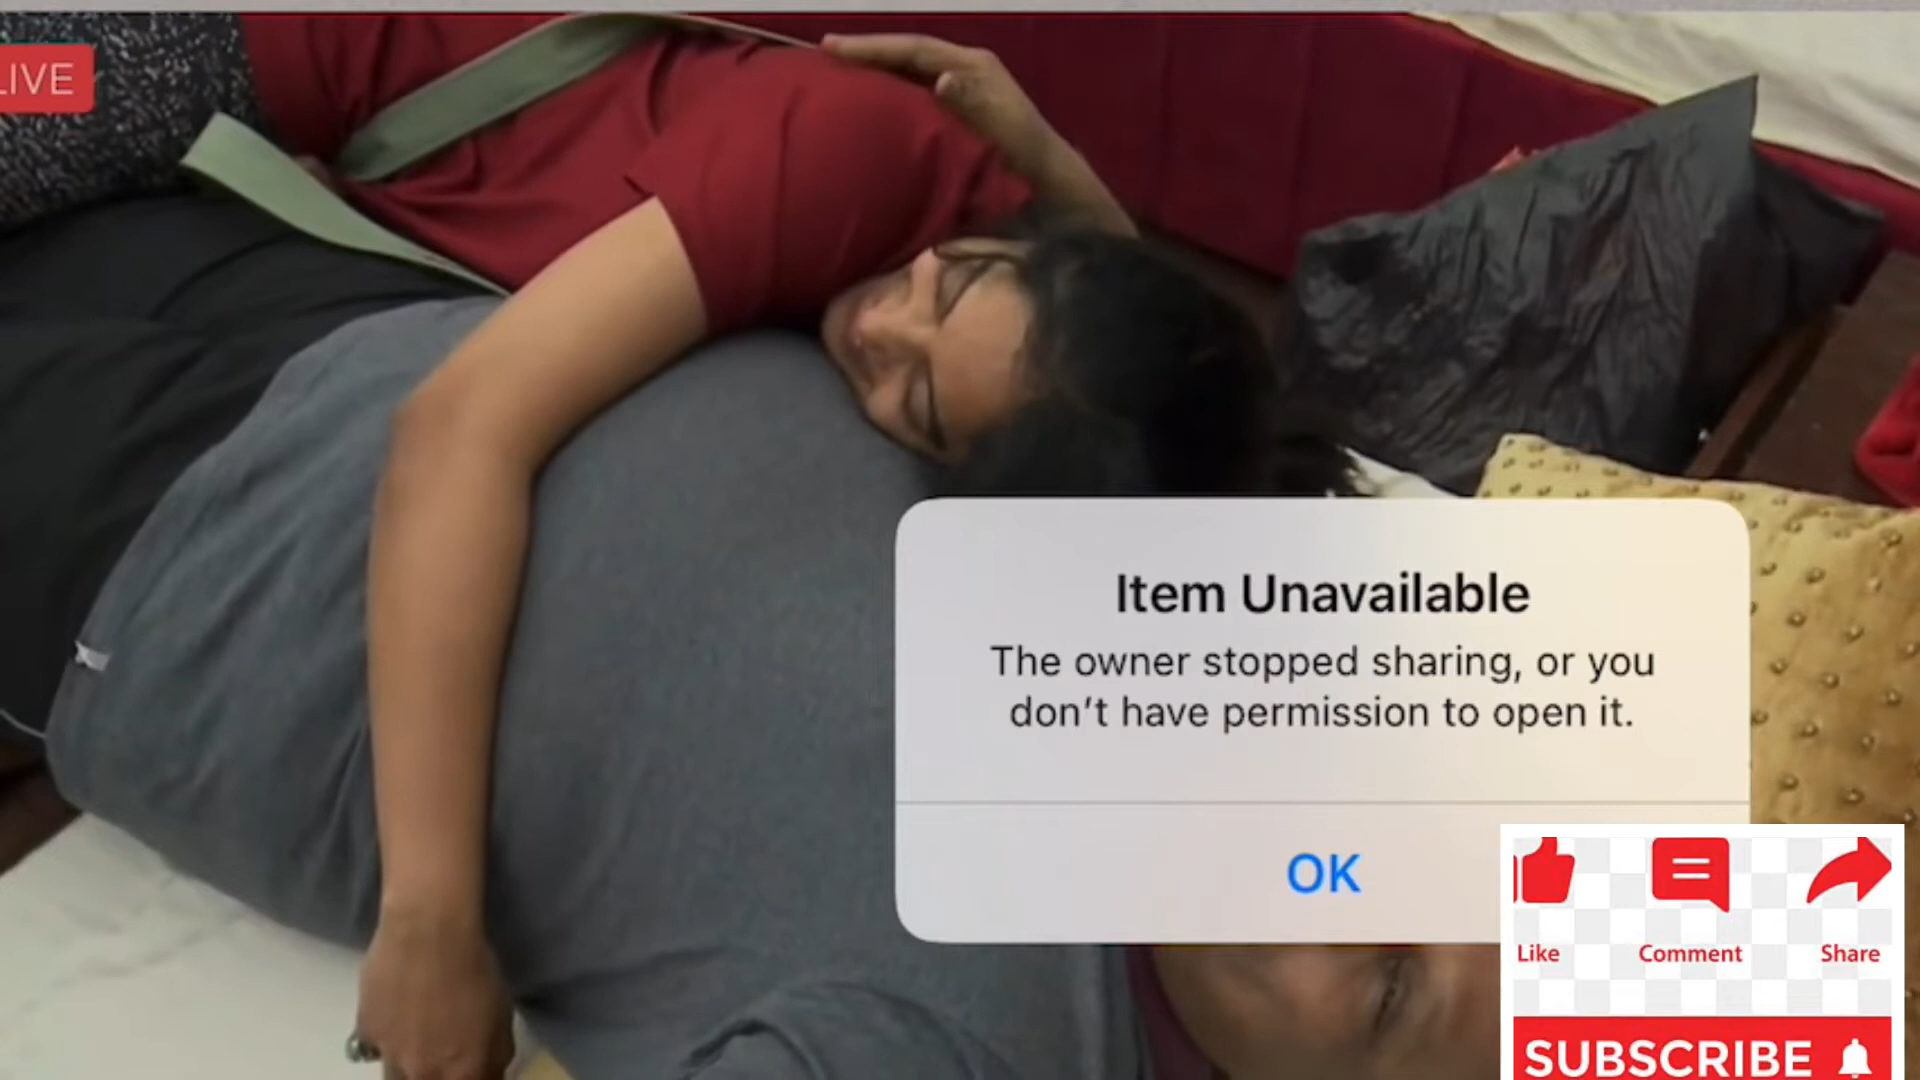 LIVE
Item Unavailable
The owner stopped sharing, or you
don't have permission to open it.
OK
Like Comment Share
SUBSCRIBE